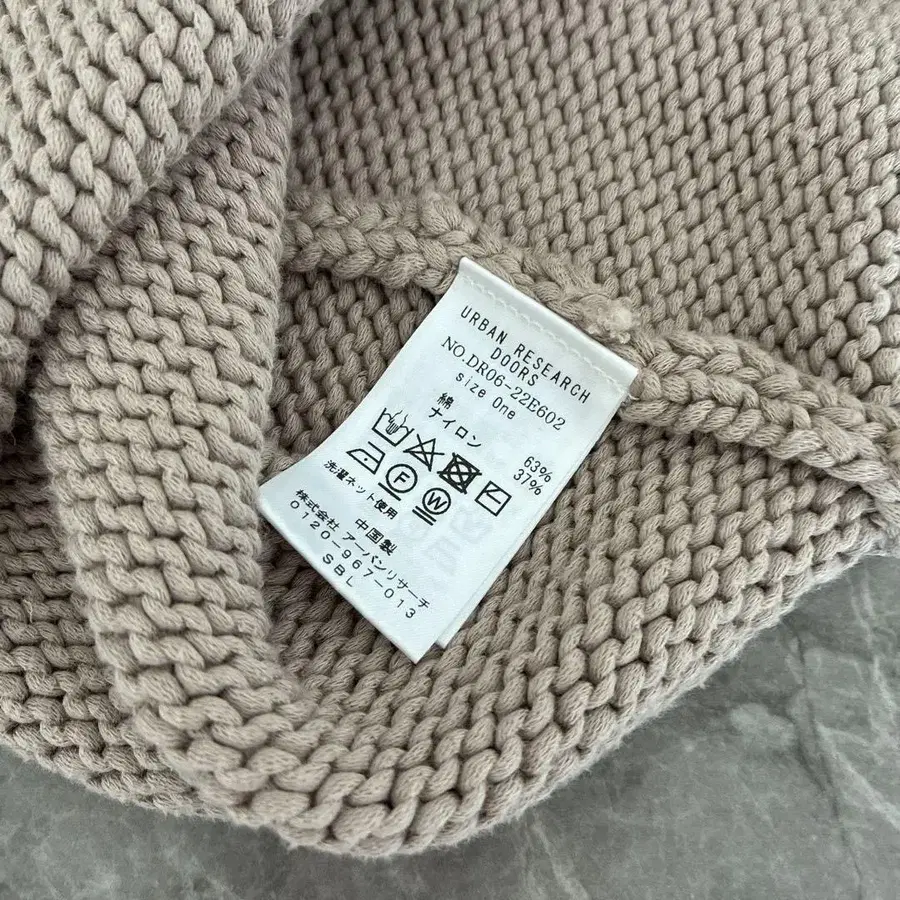 URBAN RESEARCH
DOORS
NO.DR06-22E602
size One
綿 63%
ナイロン 37%
F W
洗濯ネット使用
中国製
株式会社 アーバンリサーチ
0120-967-013
SBL